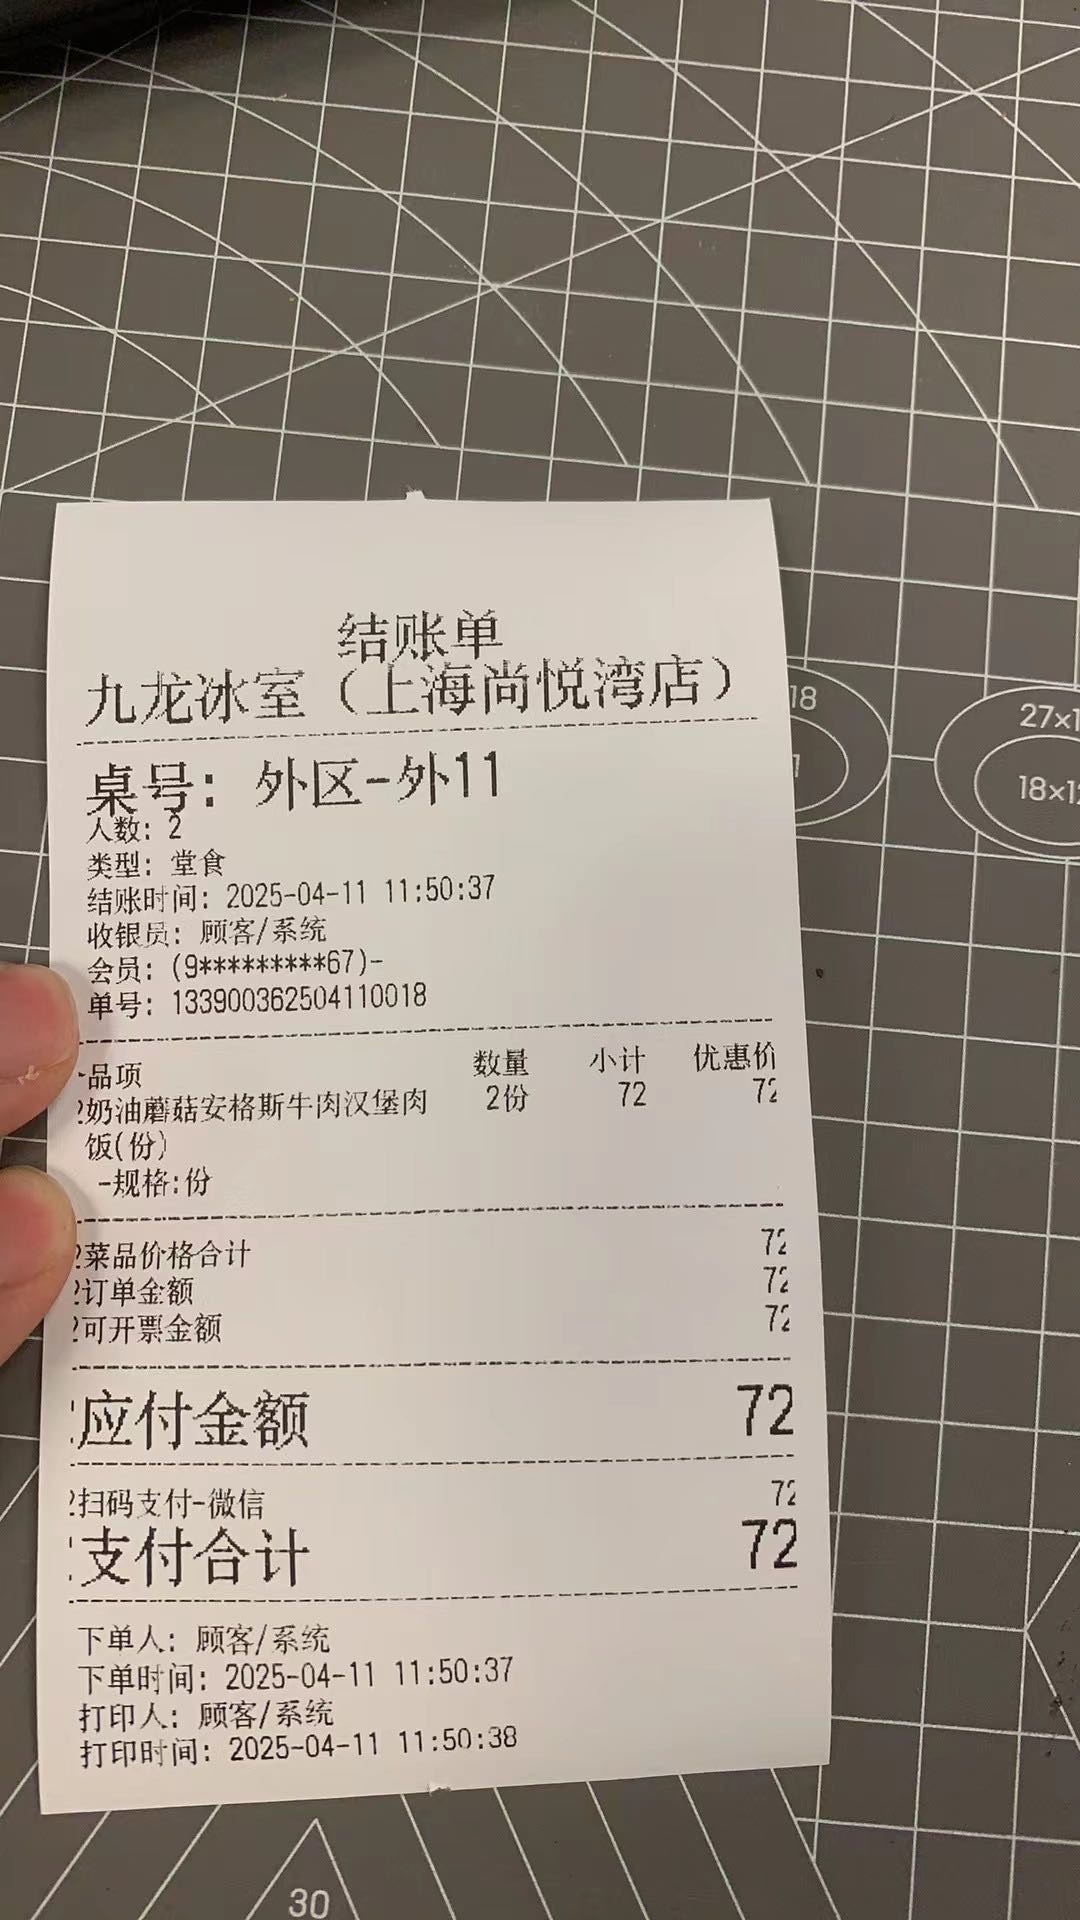 结账单
九龙冰室（上海尚悦湾店）
桌号: 外区-外11
人数: 2
类型: 堂食
结账时间: 2025-04-11 11:50:37
收银员: 顾客/系统
会员: (9*********67)-
单号: 133900362504110018
品项 数量 小计 优惠价
奶油蘑菇安格斯牛肉汉堡肉 2份 72 72
饭(份)
-规格:份
菜品价格合计 72
订单金额 72
可开票金额 72
应付金额 72
扫码支付-微信 72
支付合计 72
下单人: 顾客/系统
下单时间: 2025-04-11 11:50:37
打印人: 顾客/系统
打印时间: 2025-04-11 11:50:38
18
27×1
18×1
30